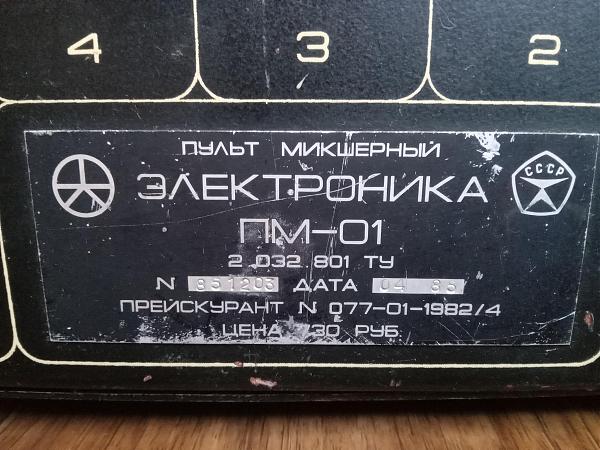 4 3 2
ПУЛЬТ МИКШЕРНЫЙ
СССР
ЭЛЕКТРОНИКА
ПМ-01
2 032 801 ТУ
N 851203 ДАТА 04 85
ПРЕЙСКУРАНТ N 077-01-1982/4
ЦЕНА 730 РУБ.